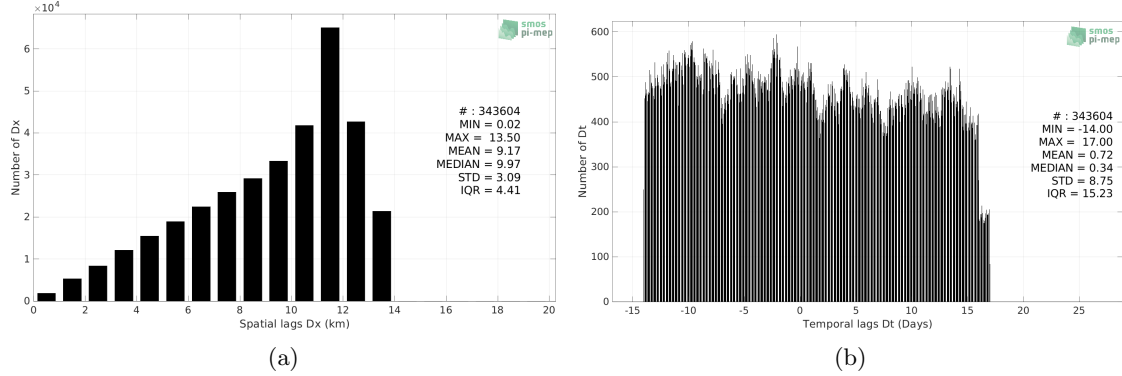 ×10⁴
6
5
4
3
2
1
0
Number of Dx
smos
pi-mep
# : 343604
MIN = 0.02
MAX = 13.50
MEAN = 9.17
MEDIAN = 9.97
STD = 3.09
IQR = 4.41
0 2 4 6 8 10 12 14 16 18 20
Spatial lags Dx (km)
(a)
600
500
400
300
200
100
0
Number of Dt
smos
pi-mep
# : 343604
MIN = -14.00
MAX = 17.00
MEAN = 0.72
MEDIAN = 0.34
STD = 8.75
IQR = 15.23
-15 -10 -5 0 5 10 15 20 25
Temporal lags Dt (Days)
(b)